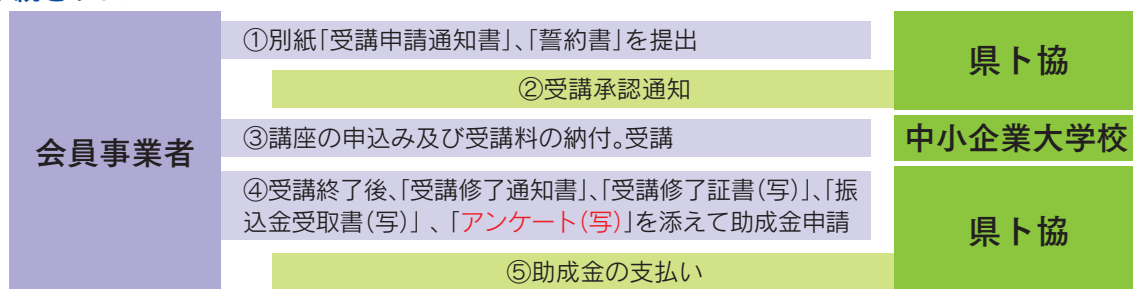 ①別紙「受講申請通知書」、「誓約書」を提出
県ト協
②受講承認通知
会員事業者
③講座の申込み及び受講料の納付。受講
中小企業大学校
④受講終了後、「受講修了通知書」、「受講修了証書（写）」、「振
込金受取書（写）」 、「アンケート（写）」を添えて助成金申請
県ト協
⑤助成金の支払い